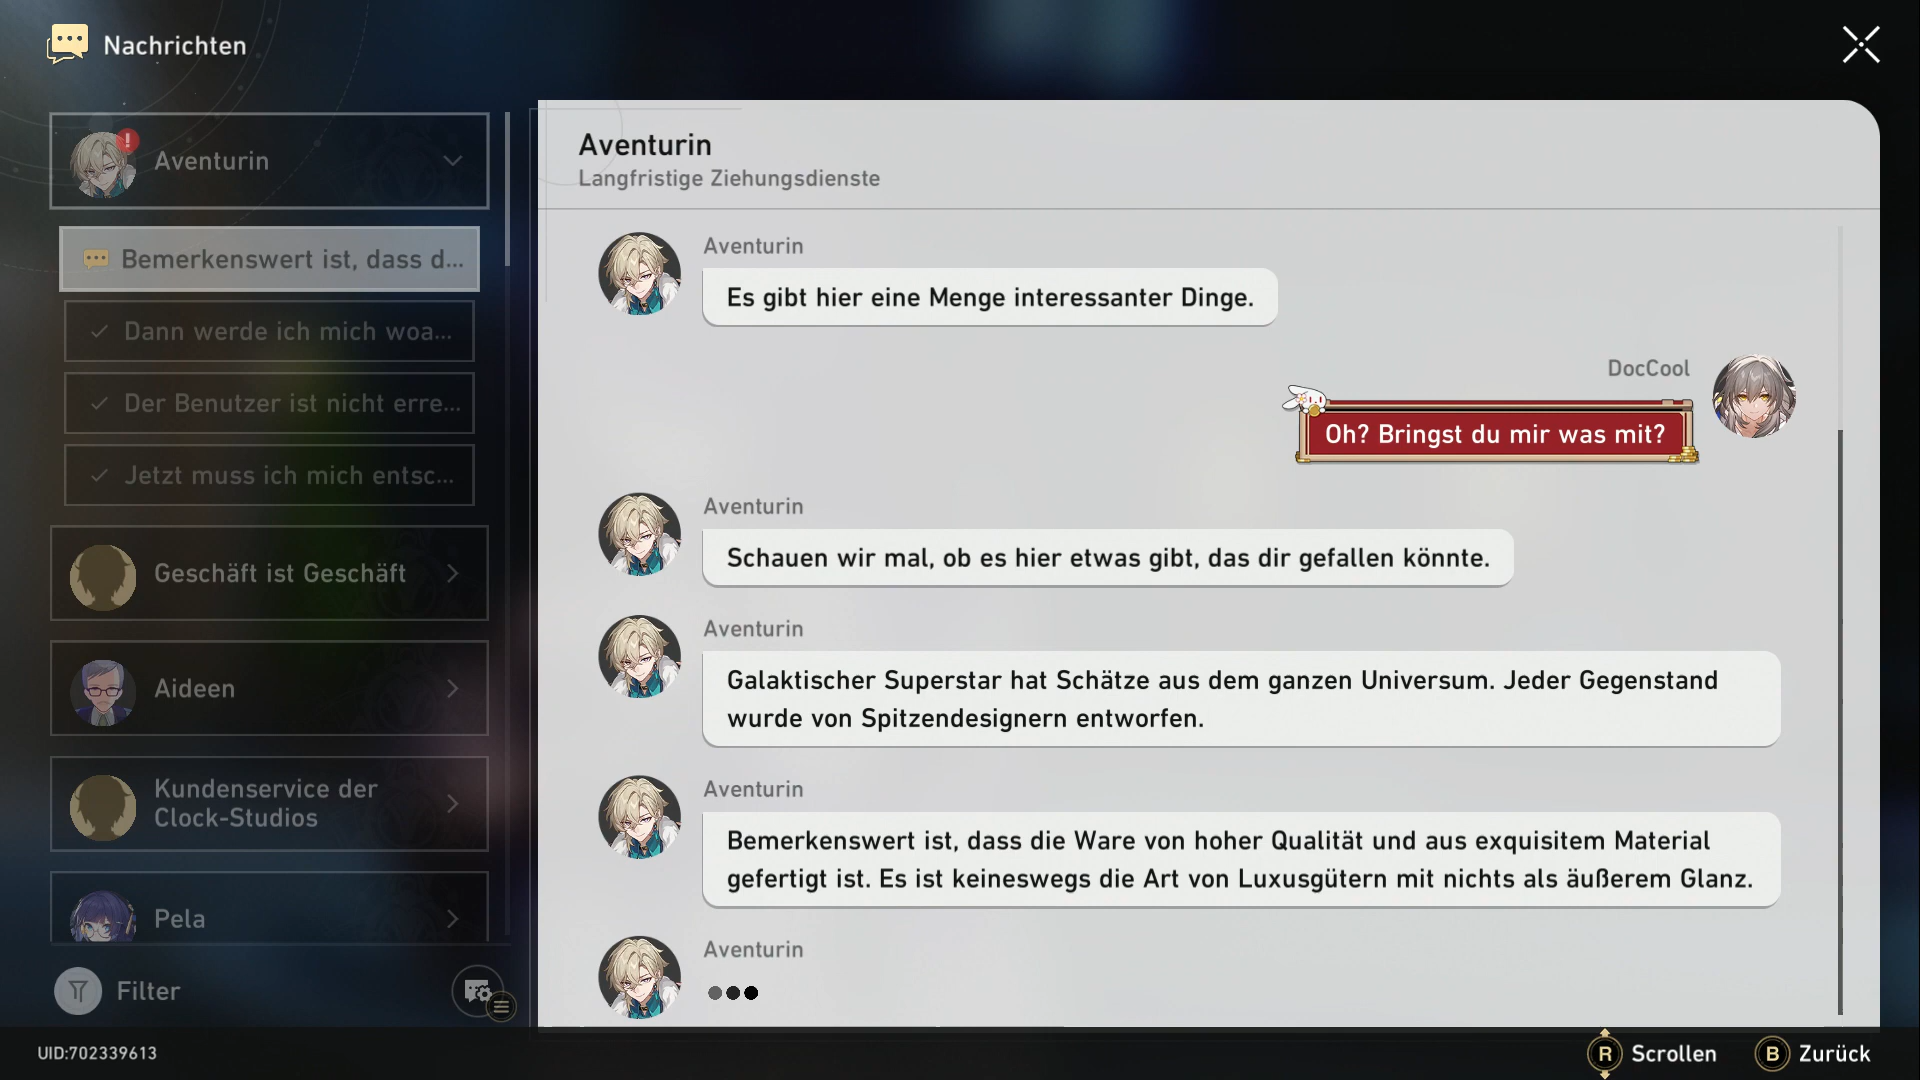 Nachrichten
Aventurin
Bemerkenswert ist, dass d...
Dann werde ich mich woa...
Der Benutzer ist nicht erre...
Jetzt muss ich mich entsc...
Geschäft ist Geschäft
Aideen
Kundenservice der
Clock-Studios
Pela
Filter
Aventurin
Langfristige Ziehungsdienste
Aventurin
Es gibt hier eine Menge interessanter Dinge.
DocCool
Oh? Bringst du mir was mit?
Aventurin
Schauen wir mal, ob es hier etwas gibt, das dir gefallen könnte.
Aventurin
Galaktischer Superstar hat Schätze aus dem ganzen Universum. Jeder Gegenstand
wurde von Spitzendesignern entworfen.
Aventurin
Bemerkenswert ist, dass die Ware von hoher Qualität und aus exquisitem Material
gefertigt ist. Es ist keineswegs die Art von Luxusgütern mit nichts als äußerem Glanz.
Aventurin
UID:702339613
R Scrollen
B Zurück